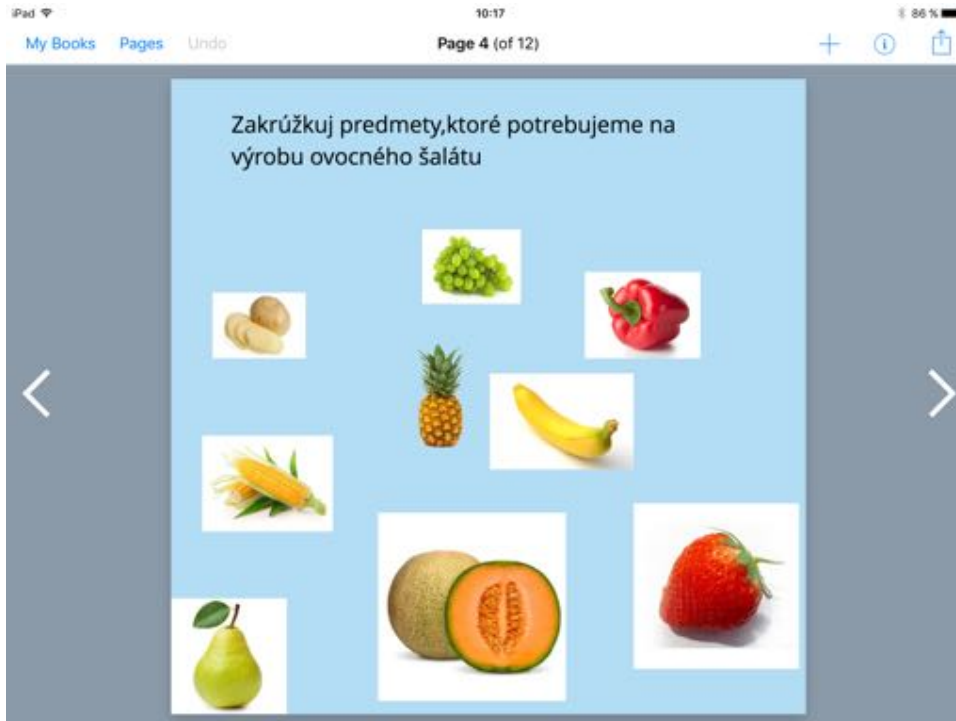 iPad 10:17 86 %
My Books Pages Undo Page 4 (of 12)
Zakrúžkuj predmety,ktoré potrebujeme na
výrobu ovocného šalátu